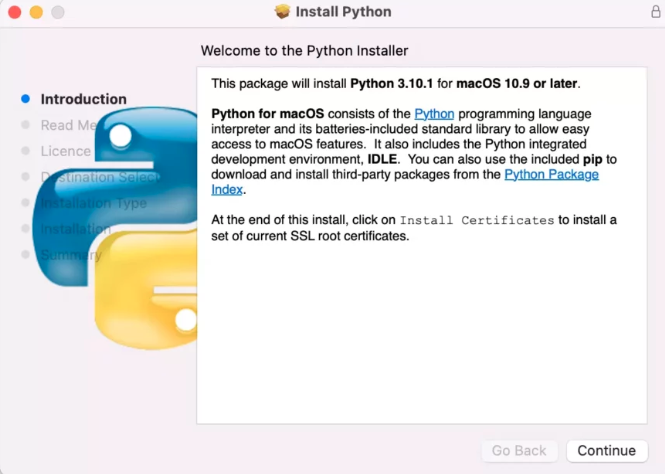 Install Python
Welcome to the Python Installer
Introduction
Read Me
Licence
Destination Select
Installation Type
Installation
Summary
This package will install Python 3.10.1 for macOS 10.9 or later.
Python for macOS consists of the Python programming language
interpreter and its batteries-included standard library to allow easy
access to macOS features.  It also includes the Python integrated
development environment, IDLE.  You can also use the included pip to
download and install third-party packages from the Python Package
Index.
At the end of this install, click on Install Certificates to install a
set of current SSL root certificates.
Go Back
Continue